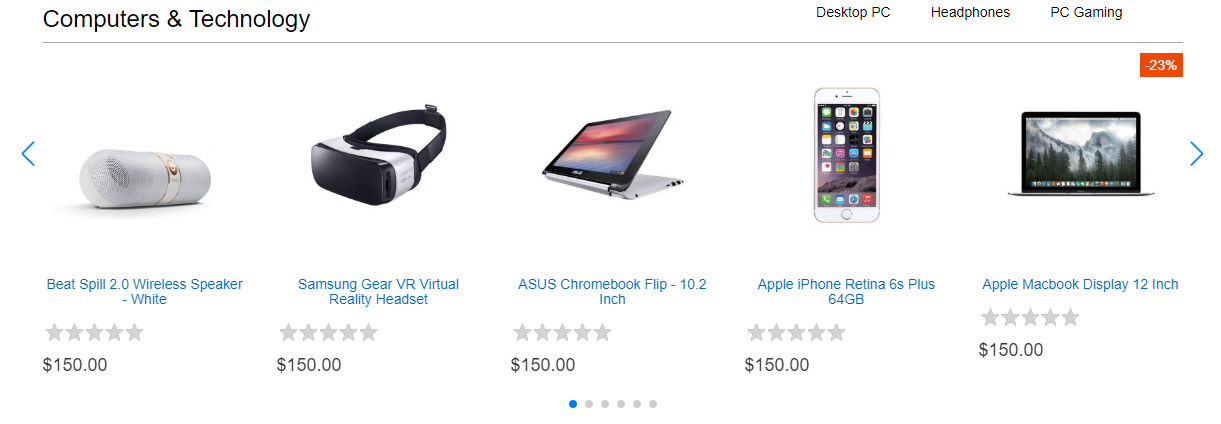 Computers & Technology
Desktop PC
Headphones
PC Gaming
-23%
ASUS
Beat Spill 2.0 Wireless Speaker
- White
$150.00
Samsung Gear VR Virtual
Reality Headset
$150.00
ASUS Chromebook Flip - 10.2
Inch
$150.00
Apple iPhone Retina 6s Plus
64GB
$150.00
Apple Macbook Display 12 Inch
$150.00